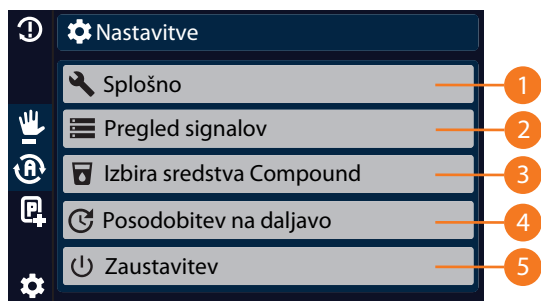 Nastavitve
Splošno
1
Pregled signalov
2
Izbira sredstva Compound
3
Posodobitev na daljavo
4
Zaustavitev
5
A
P